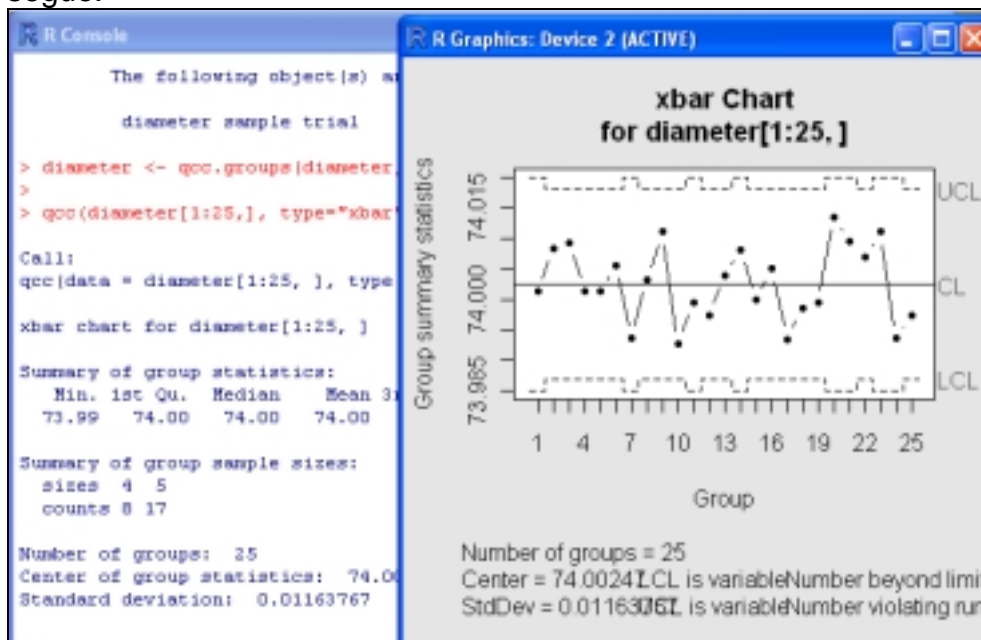 segue.
R Console
The following object(s) a
diameter sample trial
> diameter <- qcc.groups(diameter,
>
> qcc(diameter[1:25,], type="xbar"
Call:
qcc(data = diameter[1:25, ], type
xbar chart for diameter[1:25, ]
Summary of group statistics:
Min. 1st Qu. Median Mean 3
73.99 74.00 74.00 74.00
Summary of group sample sizes:
sizes 4 5
counts 8 17
Number of groups: 25
Center of group statistics: 74.00
Standard deviation: 0.01163767
R Graphics: Device 2 (ACTIVE)
xbar Chart
for diameter[1:25, ]
Group summary statistics
74.015
74.000
73.985
UCL
CL
LCL
1 4 7 10 13 16 19 22 25
Group
Number of groups = 25
Center = 74.00247 LCL is variable Number beyond limi
StdDev = 0.01163767 UCL is variable Number violating run